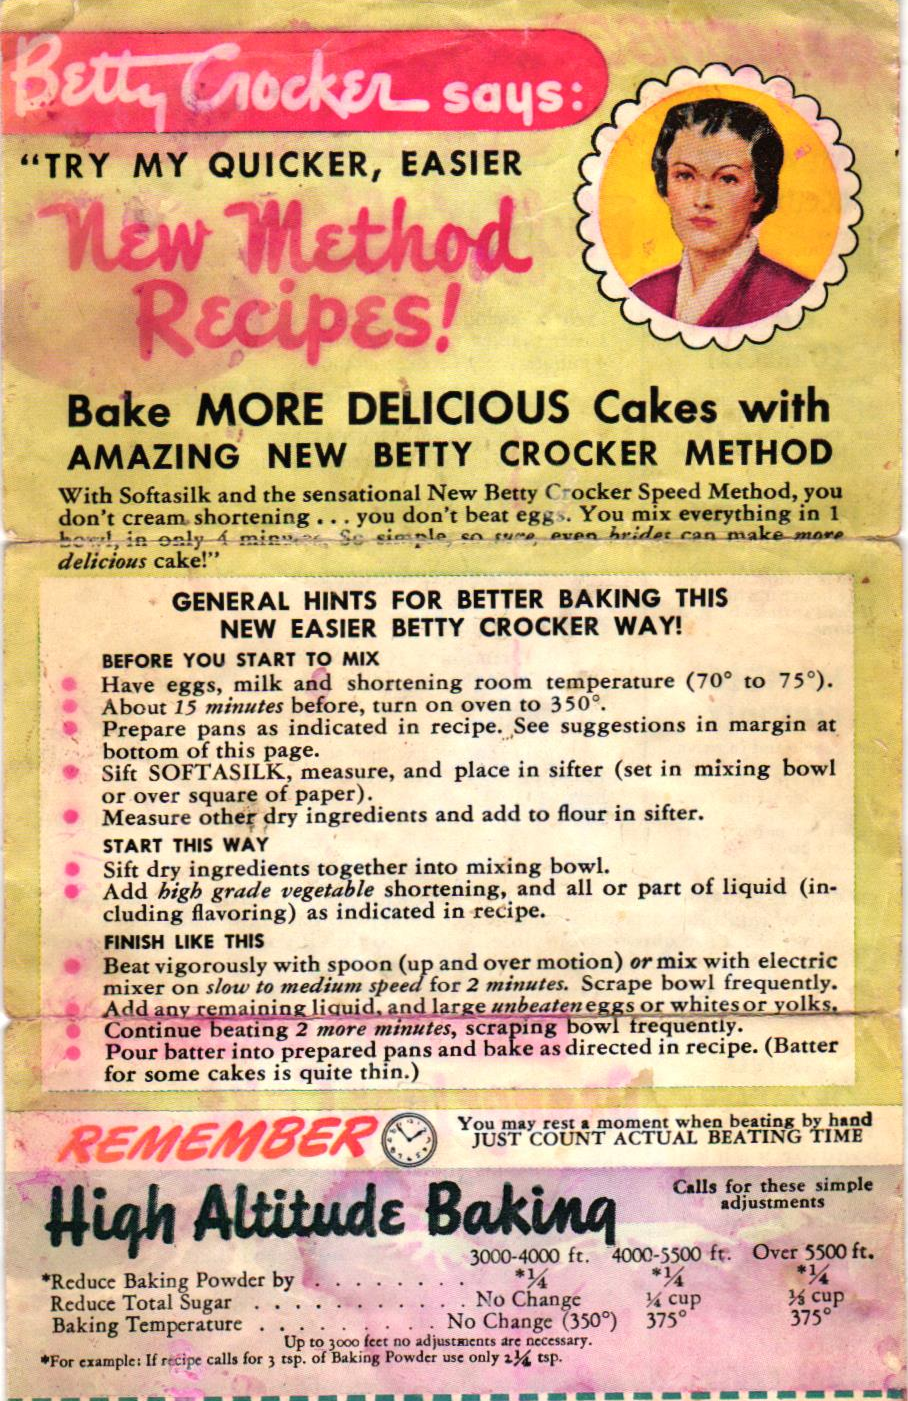 Betty Crocker says:
"TRY MY QUICKER, EASIER
New Method
Recipes!
Bake MORE DELICIOUS Cakes with
AMAZING NEW BETTY CROCKER METHOD
With Softasilk and the sensational New Betty Crocker Speed Method, you
don't cream shortening . . . you don't beat eggs. You mix everything in 1
bowl, in only 4 minutes. So simple, so sure, even brides can make more
delicious cake!"
GENERAL HINTS FOR BETTER BAKING THIS
NEW EASIER BETTY CROCKER WAY!
BEFORE YOU START TO MIX
Have eggs, milk and shortening room temperature (70° to 75°).
About 15 minutes before, turn on oven to 350°.
Prepare pans as indicated in recipe. See suggestions in margin at
bottom of this page.
Sift SOFTASILK, measure, and place in sifter (set in mixing bowl
or over square of paper).
Measure other dry ingredients and add to flour in sifter.
START THIS WAY
Sift dry ingredients together into mixing bowl.
Add high grade vegetable shortening, and all or part of liquid (in-
cluding flavoring) as indicated in recipe.
FINISH LIKE THIS
Beat vigorously with spoon (up and over motion) or mix with electric
mixer on slow to medium speed for 2 minutes. Scrape bowl frequently.
Add any remaining liquid, and large unbeaten eggs or whites or yolks.
Continue beating 2 more minutes, scraping bowl frequently.
Pour batter into prepared pans and bake as directed in recipe. (Batter
for some cakes is quite thin.)
REMEMBER You may rest a moment when beating by hand
JUST COUNT ACTUAL BEATING TIME
High Altitude Baking Calls for these simple
adjustments
3000-4000 ft. 4000-5500 ft. Over 5500 ft.
*Reduce Baking Powder by . . . . . . . . *¼ *¼ *¼
Reduce Total Sugar . . . . . . . . . . . No Change ¼ cup ⅓ cup
Baking Temperature . . . . . . . . . No Change (350°) 375° 375°
Up to 3000 feet no adjustments are necessary.
*For example: If recipe calls for 3 tsp. of Baking Powder use only 2¼ tsp.